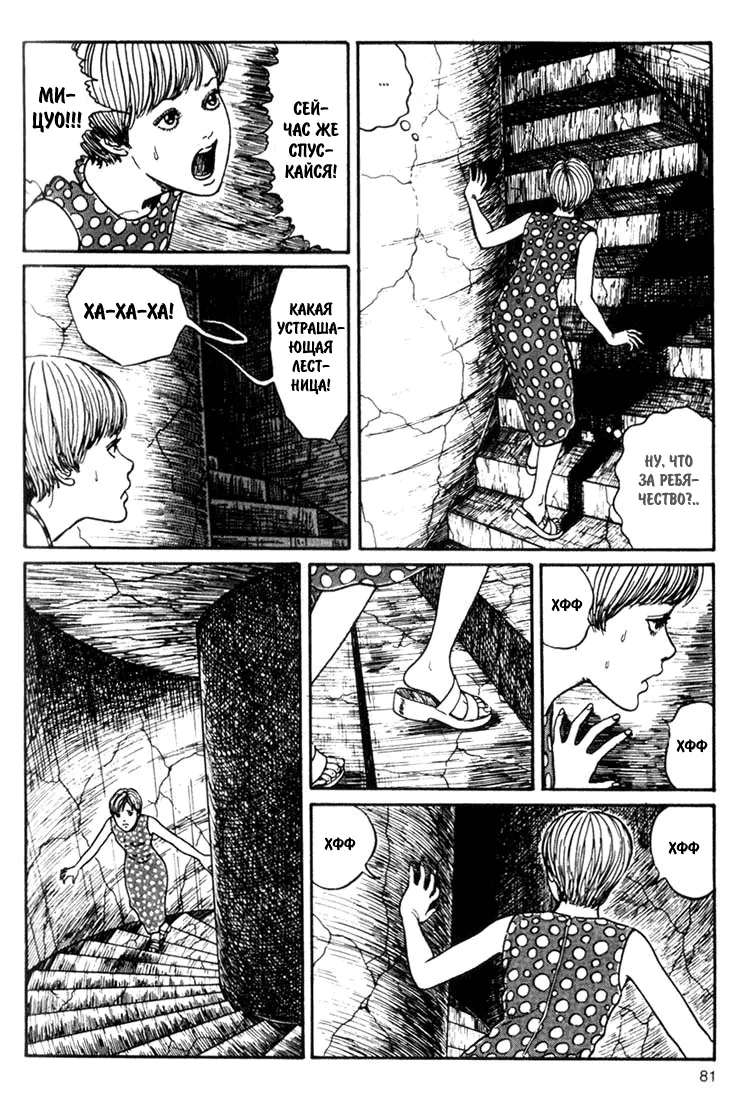 МИ-
ЦУО!!!
СЕЙ-
ЧАС ЖЕ
СПУС-
КАЙСЯ!
ХА-ХА-ХА!
КАКАЯ
УСТРАША-
ЮЩАЯ
ЛЕСТ-
НИЦА!
...
НУ, ЧТО
ЗА РЕБЯ-
ЧЕСТВО?..
ХФФ
ХФФ
ХФФ
ХФФ
81